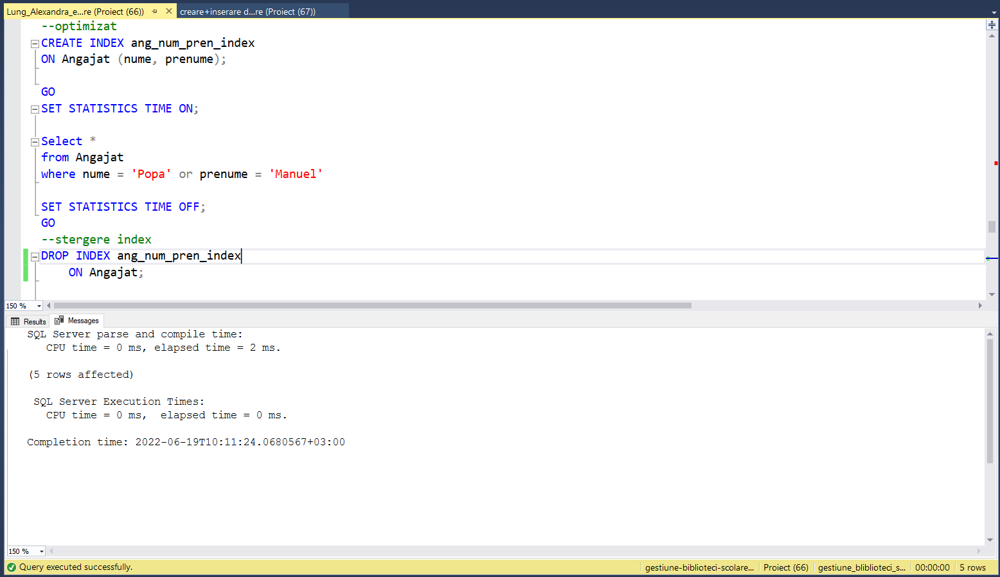 Lung_Alexandra_e...re (Proiect (66)) creare+inserare d...re (Proiect (67))
--optimizat
CREATE INDEX ang_num_pren_index
ON Angajat (nume, prenume);
GO
SET STATISTICS TIME ON;
Select *
from Angajat
where nume = 'Popa' or prenume = 'Manuel'
SET STATISTICS TIME OFF;
GO
--stergere index
DROP INDEX ang_num_pren_index
ON Angajat;
150 %
Results Messages
SQL Server parse and compile time:
CPU time = 0 ms, elapsed time = 2 ms.
(5 rows affected)
SQL Server Execution Times:
CPU time = 0 ms,  elapsed time = 0 ms.
Completion time: 2022-06-19T10:11:24.0680567+03:00
150 %
Query executed successfully. gestiune-biblioteci-scolare... Proiect (66) gestiune_bliblioteci_s... 00:00:00 5 rows